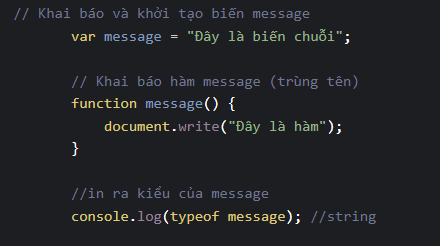 // Khai báo và khởi tạo biến message
var message = "Đây là biến chuỗi";
// Khai báo hàm message (trùng tên)
function message() {
document.write("Đây là hàm");
}
//in ra kiểu của message
console.log(typeof message); //string